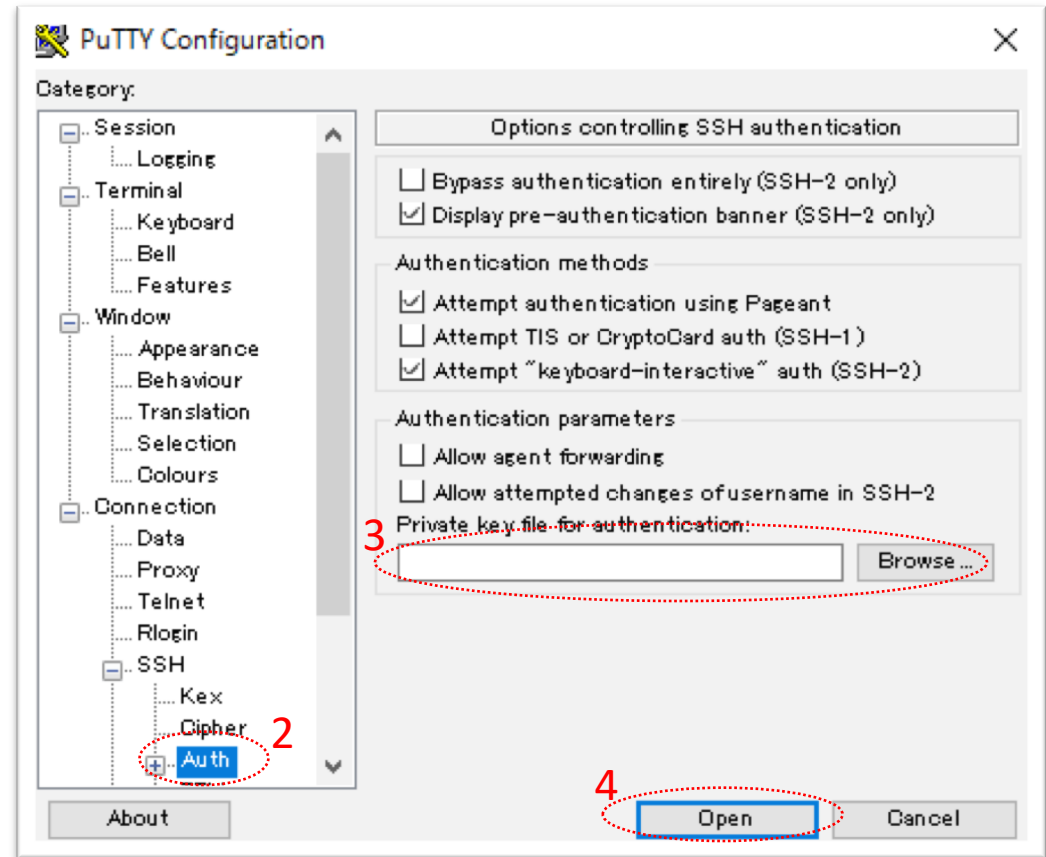 PuTTY Configuration
Category:
Session
Logging
Terminal
Keyboard
Bell
Features
Window
Appearance
Behaviour
Translation
Selection
Colours
Connection
Data
Proxy
Telnet
Rlogin
SSH
Kex
Cipher
2
Auth
About
Options controlling SSH authentication
Bypass authentication entirely (SSH-2 only)
Display pre-authentication banner (SSH-2 only)
Authentication methods
Attempt authentication using Pageant
Attempt TIS or CryptoCard auth (SSH-1)
Attempt "keyboard-interactive" auth (SSH-2)
Authentication parameters
Allow agent forwarding
Allow attempted changes of username in SSH-2
Private key file for authentication:
3
Browse...
4
Open
Cancel